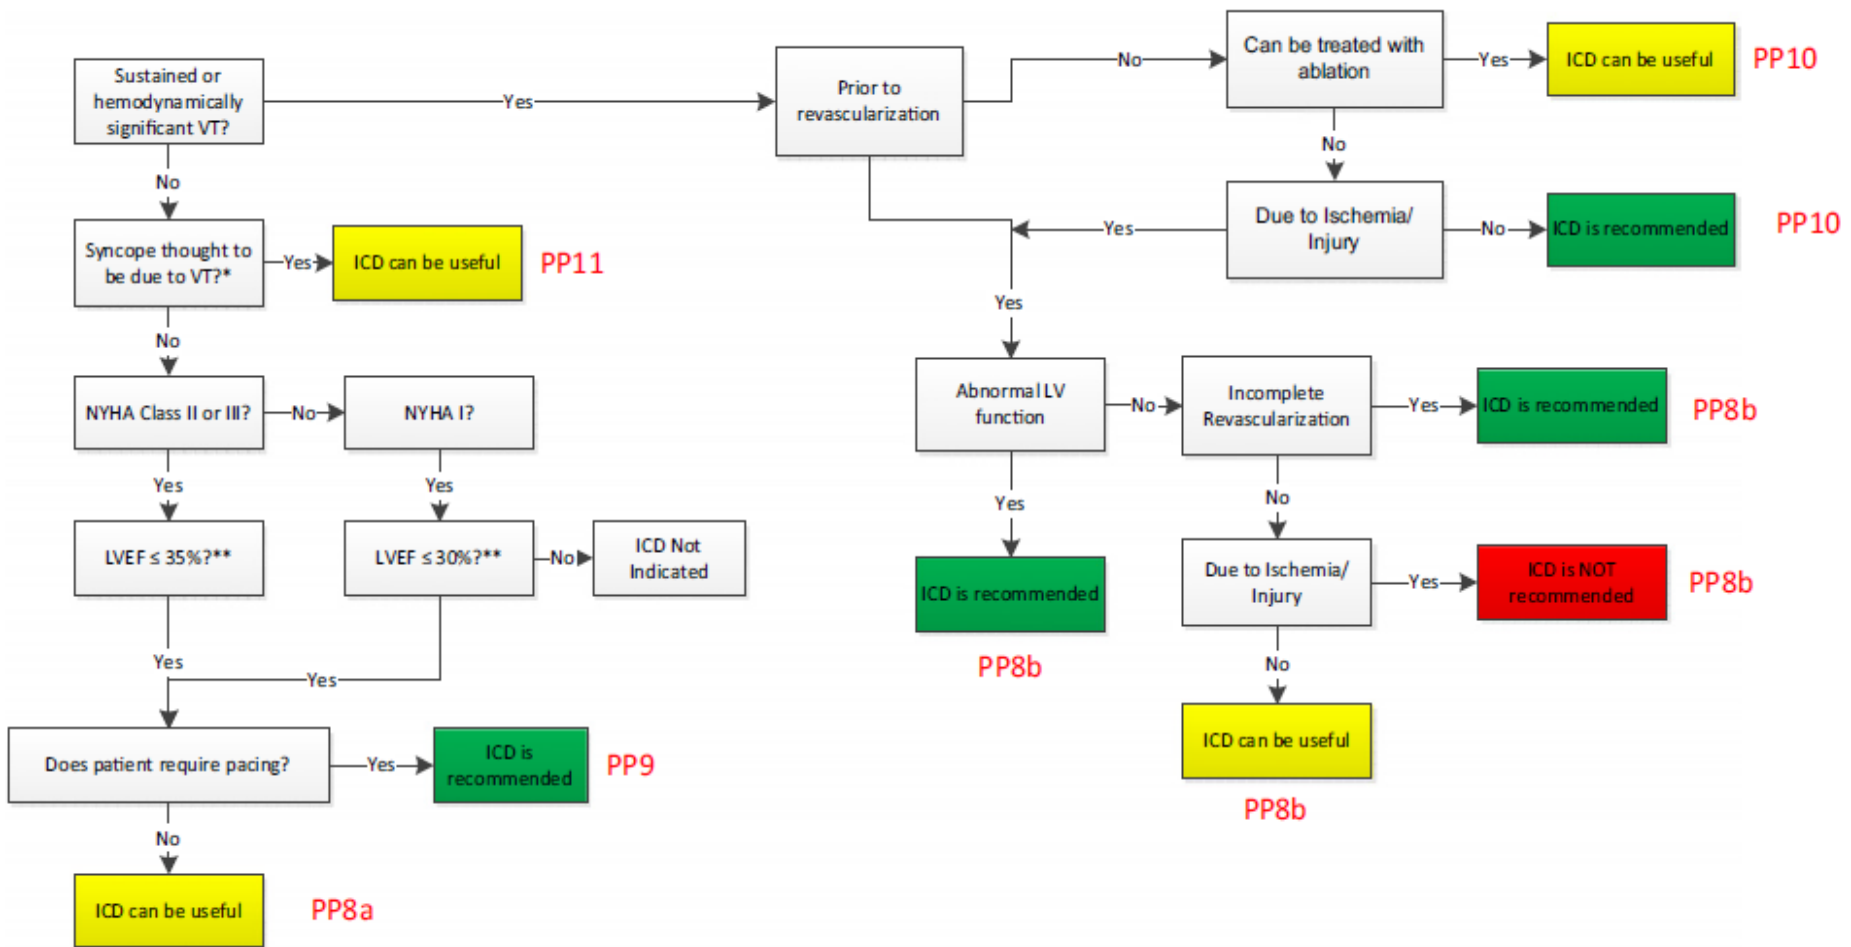 Sustained or
hemodynamically
significant VT?
Yes
Prior to
revascularization
No
Can be treated with
ablation
Yes
ICD can be useful
PP10
No
No
Due to Ischemia/
Injury
Yes
No
ICD is recommended
PP10
Syncope thought to
be due to VT?*
Yes
ICD can be useful
PP11
No
Yes
NYHA Class II or III?
No
NYHA I?
Abnormal LV
function
No
Incomplete
Revascularization
Yes
ICD is recommended
PP8b
Yes
Yes
Yes
No
LVEF ≤ 35%?**
LVEF ≤ 30%?**
No
ICD Not
Indicated
ICD is recommended
PP8b
Due to Ischemia/
Injury
Yes
ICD is NOT
recommended
PP8b
Yes
Yes
No
ICD can be useful
PP8b
Does patient require pacing?
Yes
ICD is
recommended
PP9
No
ICD can be useful
PP8a